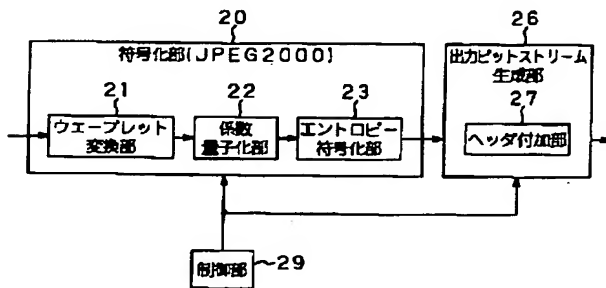 20
符号化部(JPEG2000)
21
ウェーブレット
変換部
22
係数
量子化部
23
エントロピー
符号化部
26
出力ビットストリーム
生成部
27
ヘッダ付加部
制御部
29